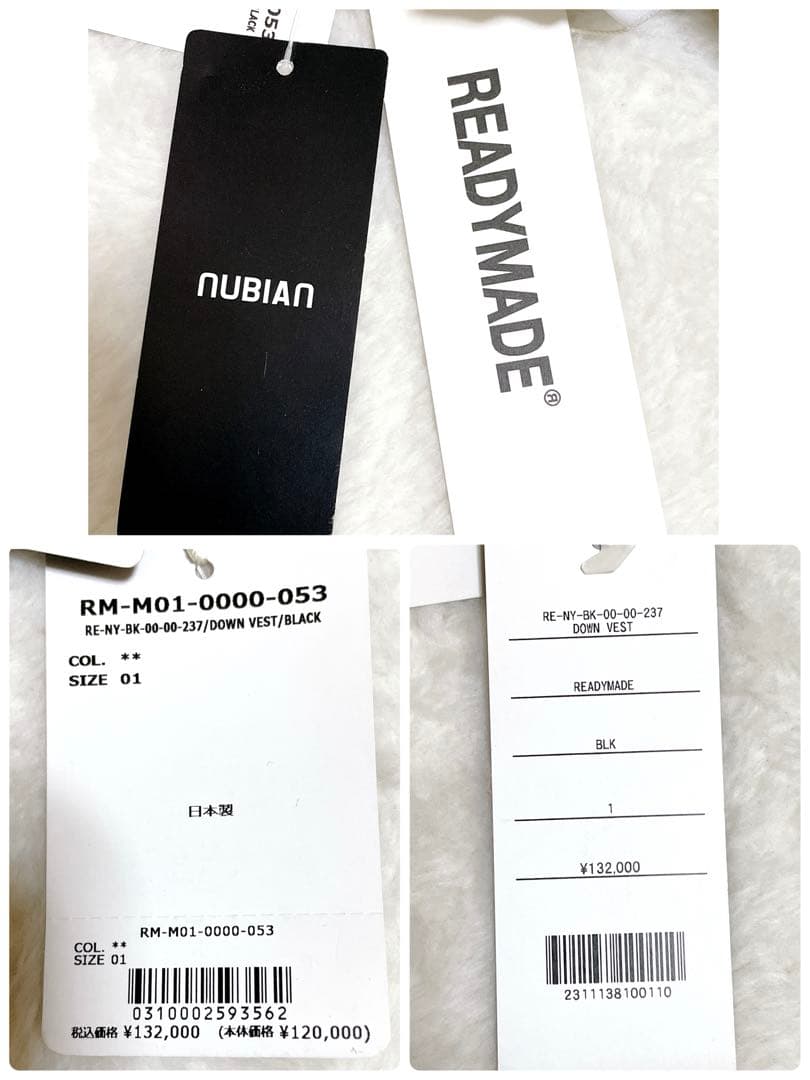 053
LACK
NUBIAN
READYMADE®
RM-M01-0000-053
RE-NY-BK-00-00-237/DOWN VEST/BLACK
COL. **
SIZE 01
日本製
RM-M01-0000-053
COL. **
SIZE 01
0310002593562
税込価格 ¥132,000 (本体価格 ¥120,000)
RE-NY-BK-00-00-237
DOWN VEST
READYMADE
BLK
1
¥132,000
2311138100110